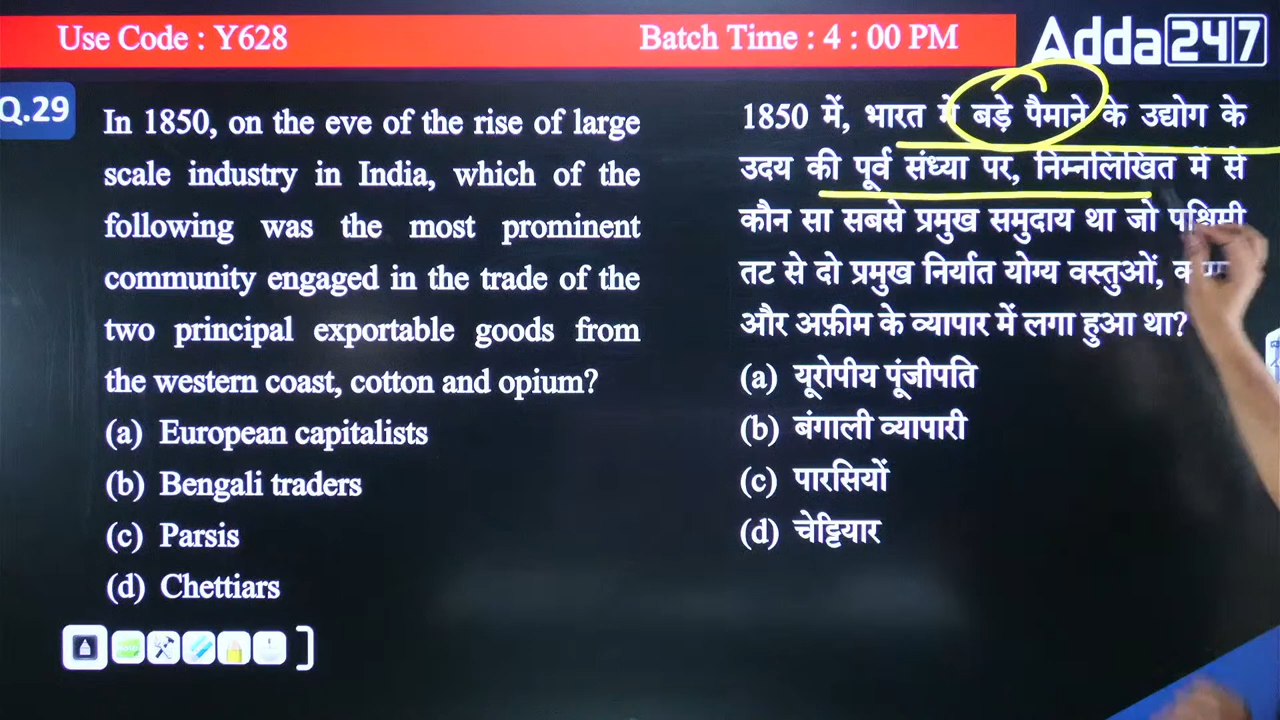 Use Code : Y628
Batch Time : 4 : 00 PM
Adda247
Q.29
In 1850, on the eve of the rise of large
scale industry in India, which of the
following was the most prominent
community engaged in the trade of the
two principal exportable goods from
the western coast, cotton and opium?
(a) European capitalists
(b) Bengali traders
(c) Parsis
(d) Chettiars
1850 में, भारत में बड़े पैमाने के उद्योग के
उदय की पूर्व संध्या पर, निम्नलिखित में से
कौन सा सबसे प्रमुख समुदाय था जो पश्चिमी
तट से दो प्रमुख निर्यात योग्य वस्तुओं,
और अफ़ीम के व्यापार में लगा हुआ था?
(a) यूरोपीय पूंजीपति
(b) बंगाली व्यापारी
(c) पारसियों
(d) चेट्टियार